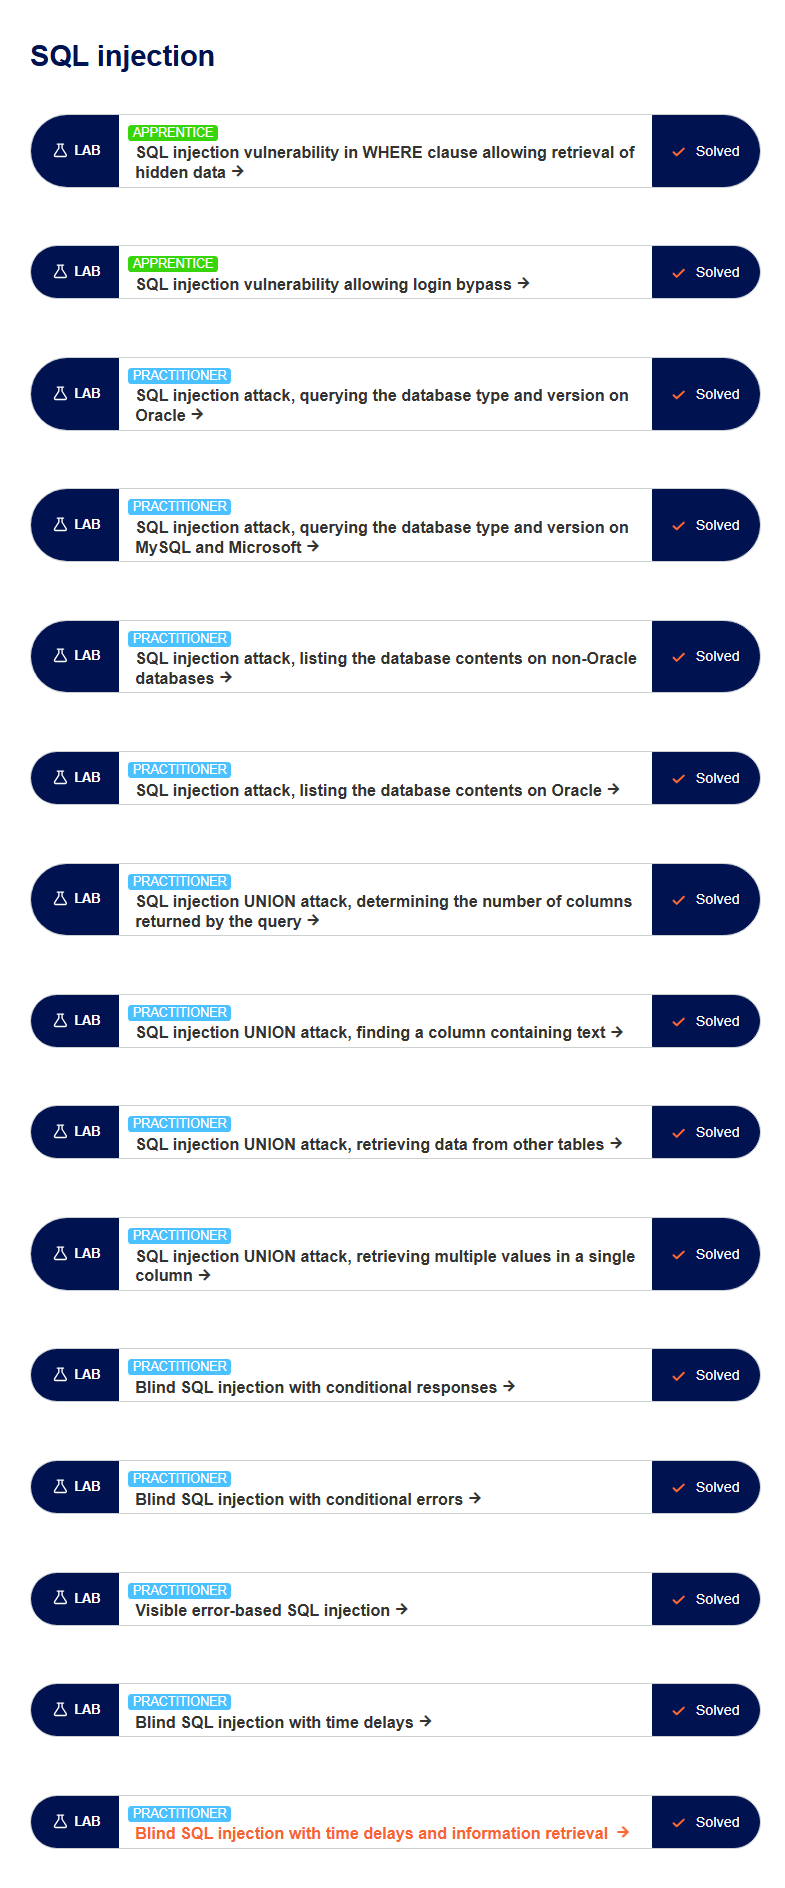 SQL injection
LAB
APPRENTICE
SQL injection vulnerability in WHERE clause allowing retrieval of
hidden data →
Solved
LAB
APPRENTICE
SQL injection vulnerability allowing login bypass →
Solved
LAB
PRACTITIONER
SQL injection attack, querying the database type and version on
Oracle →
Solved
LAB
PRACTITIONER
SQL injection attack, querying the database type and version on
MySQL and Microsoft →
Solved
LAB
PRACTITIONER
SQL injection attack, listing the database contents on non-Oracle
databases →
Solved
LAB
PRACTITIONER
SQL injection attack, listing the database contents on Oracle →
Solved
LAB
PRACTITIONER
SQL injection UNION attack, determining the number of columns
returned by the query →
Solved
LAB
PRACTITIONER
SQL injection UNION attack, finding a column containing text →
Solved
LAB
PRACTITIONER
SQL injection UNION attack, retrieving data from other tables →
Solved
LAB
PRACTITIONER
SQL injection UNION attack, retrieving multiple values in a single
column →
Solved
LAB
PRACTITIONER
Blind SQL injection with conditional responses →
Solved
LAB
PRACTITIONER
Blind SQL injection with conditional errors →
Solved
LAB
PRACTITIONER
Visible error-based SQL injection →
Solved
LAB
PRACTITIONER
Blind SQL injection with time delays →
Solved
LAB
PRACTITIONER
Blind SQL injection with time delays and information retrieval →
Solved